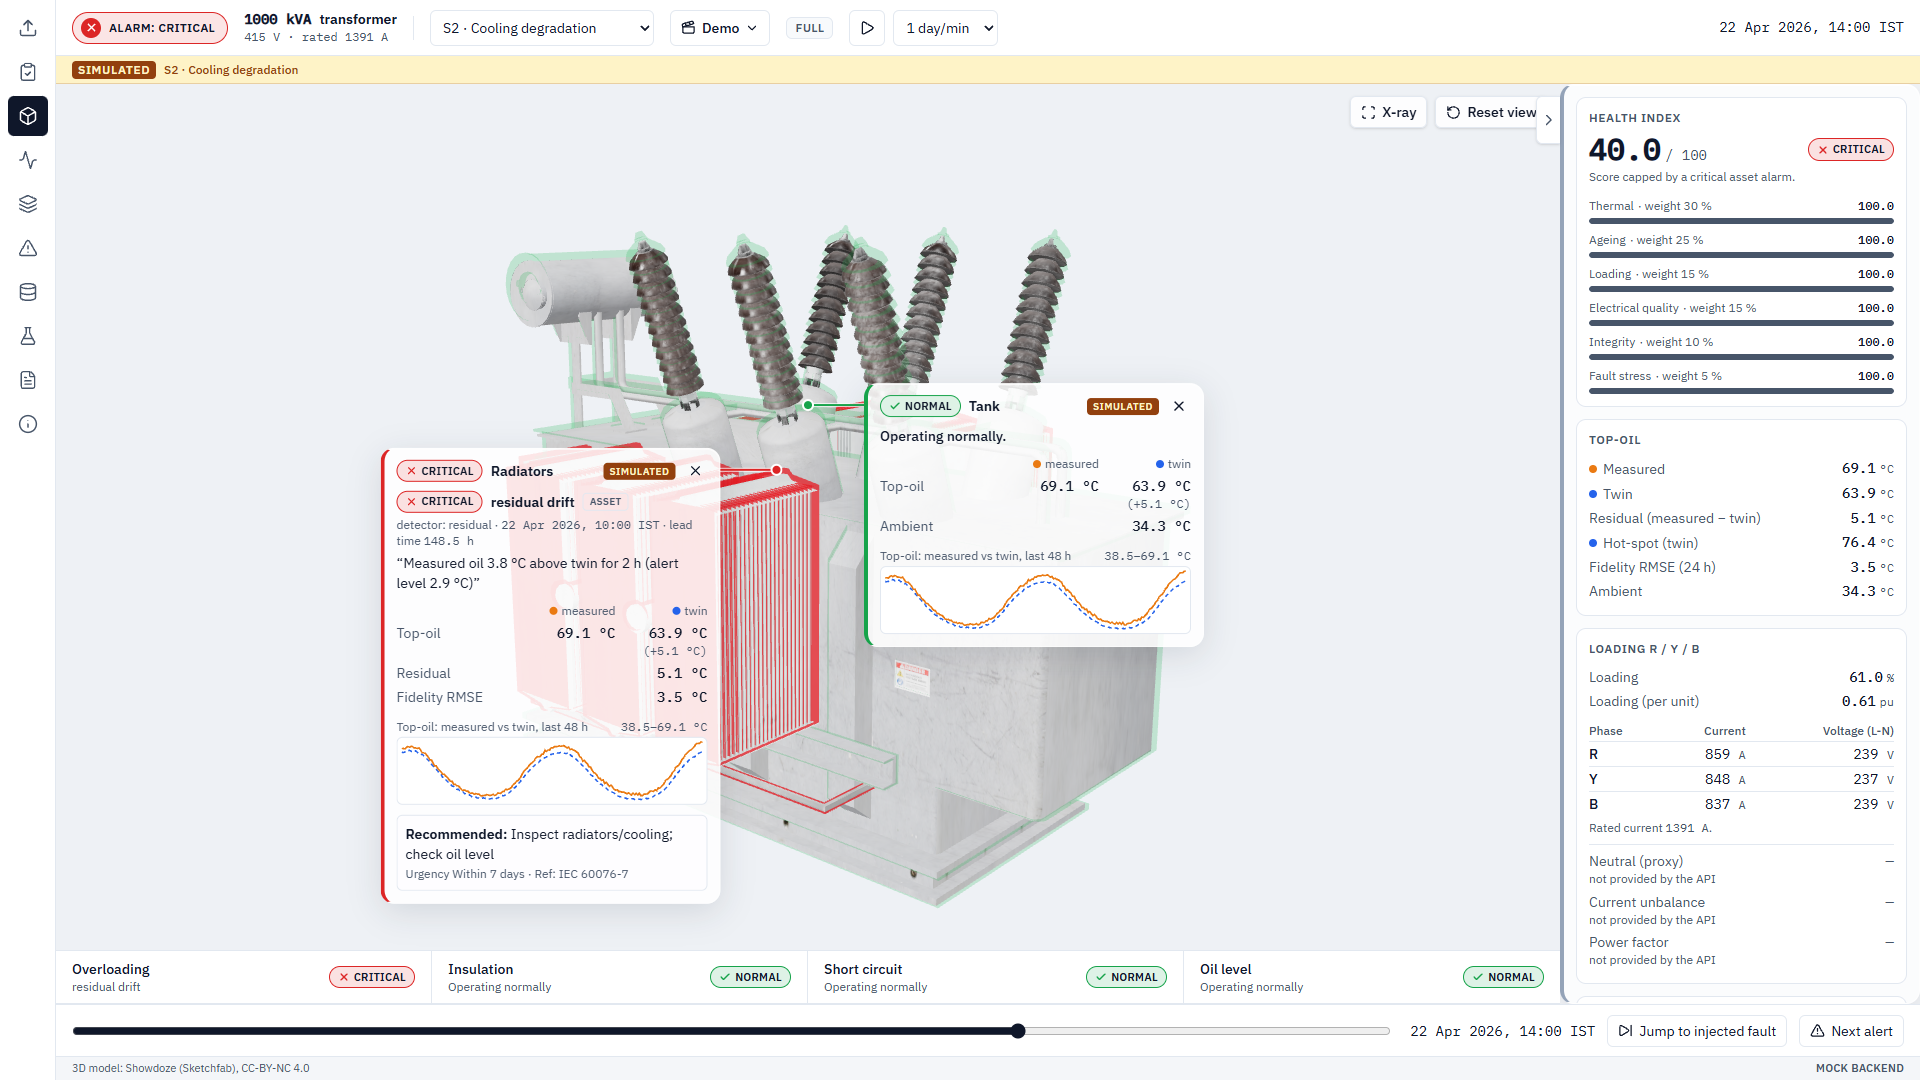 ALARM: CRITICAL
1000 kVA transformer
415 V · rated 1391 A
S2 · Cooling degradation
Demo
FULL
1 day/min
22 Apr 2026, 14:00 IST
SIMULATED S2 · Cooling degradation
X-ray
Reset view
CRITICAL Radiators SIMULATED
CRITICAL residual drift ASSET
detector: residual · 22 Apr 2026, 10:00 IST · lead
time 148.5 h
“Measured oil 3.8 °C above twin for 2 h (alert
level 2.9 °C)”
measured twin
Top-oil 69.1 °C 63.9 °C
(+5.1 °C)
Residual 5.1 °C
Fidelity RMSE 3.5 °C
Top-oil: measured vs twin, last 48 h 38.5–69.1 °C
Recommended: Inspect radiators/cooling;
check oil level
Urgency Within 7 days · Ref: IEC 60076-7
NORMAL Tank SIMULATED
Operating normally.
measured twin
Top-oil 69.1 °C 63.9 °C
(+5.1 °C)
Ambient 34.3 °C
Top-oil: measured vs twin, last 48 h 38.5–69.1 °C
HEALTH INDEX
40.0 / 100 CRITICAL
Score capped by a critical asset alarm.
Thermal · weight 30 % 100.0
Ageing · weight 25 % 100.0
Loading · weight 15 % 100.0
Electrical quality · weight 15 % 100.0
Integrity · weight 10 % 100.0
Fault stress · weight 5 % 100.0
TOP-OIL
Measured 69.1 °C
Twin 63.9 °C
Residual (measured − twin) 5.1 °C
Hot-spot (twin) 76.4 °C
Fidelity RMSE (24 h) 3.5 °C
Ambient 34.3 °C
LOADING R / Y / B
Loading 61.0 %
Loading (per unit) 0.61 pu
Phase Current Voltage (L-N)
R 859 A 239 V
Y 848 A 237 V
B 837 A 239 V
Rated current 1391 A.
Neutral (proxy) —
not provided by the API
Current unbalance —
not provided by the API
Power factor —
not provided by the API
Overloading CRITICAL
residual drift
Insulation NORMAL
Operating normally
Short circuit NORMAL
Operating normally
Oil level NORMAL
Operating normally
22 Apr 2026, 14:00 IST
Jump to injected fault
Next alert
3D model: Showdoze (Sketchfab), CC-BY-NC 4.0
MOCK BACKEND